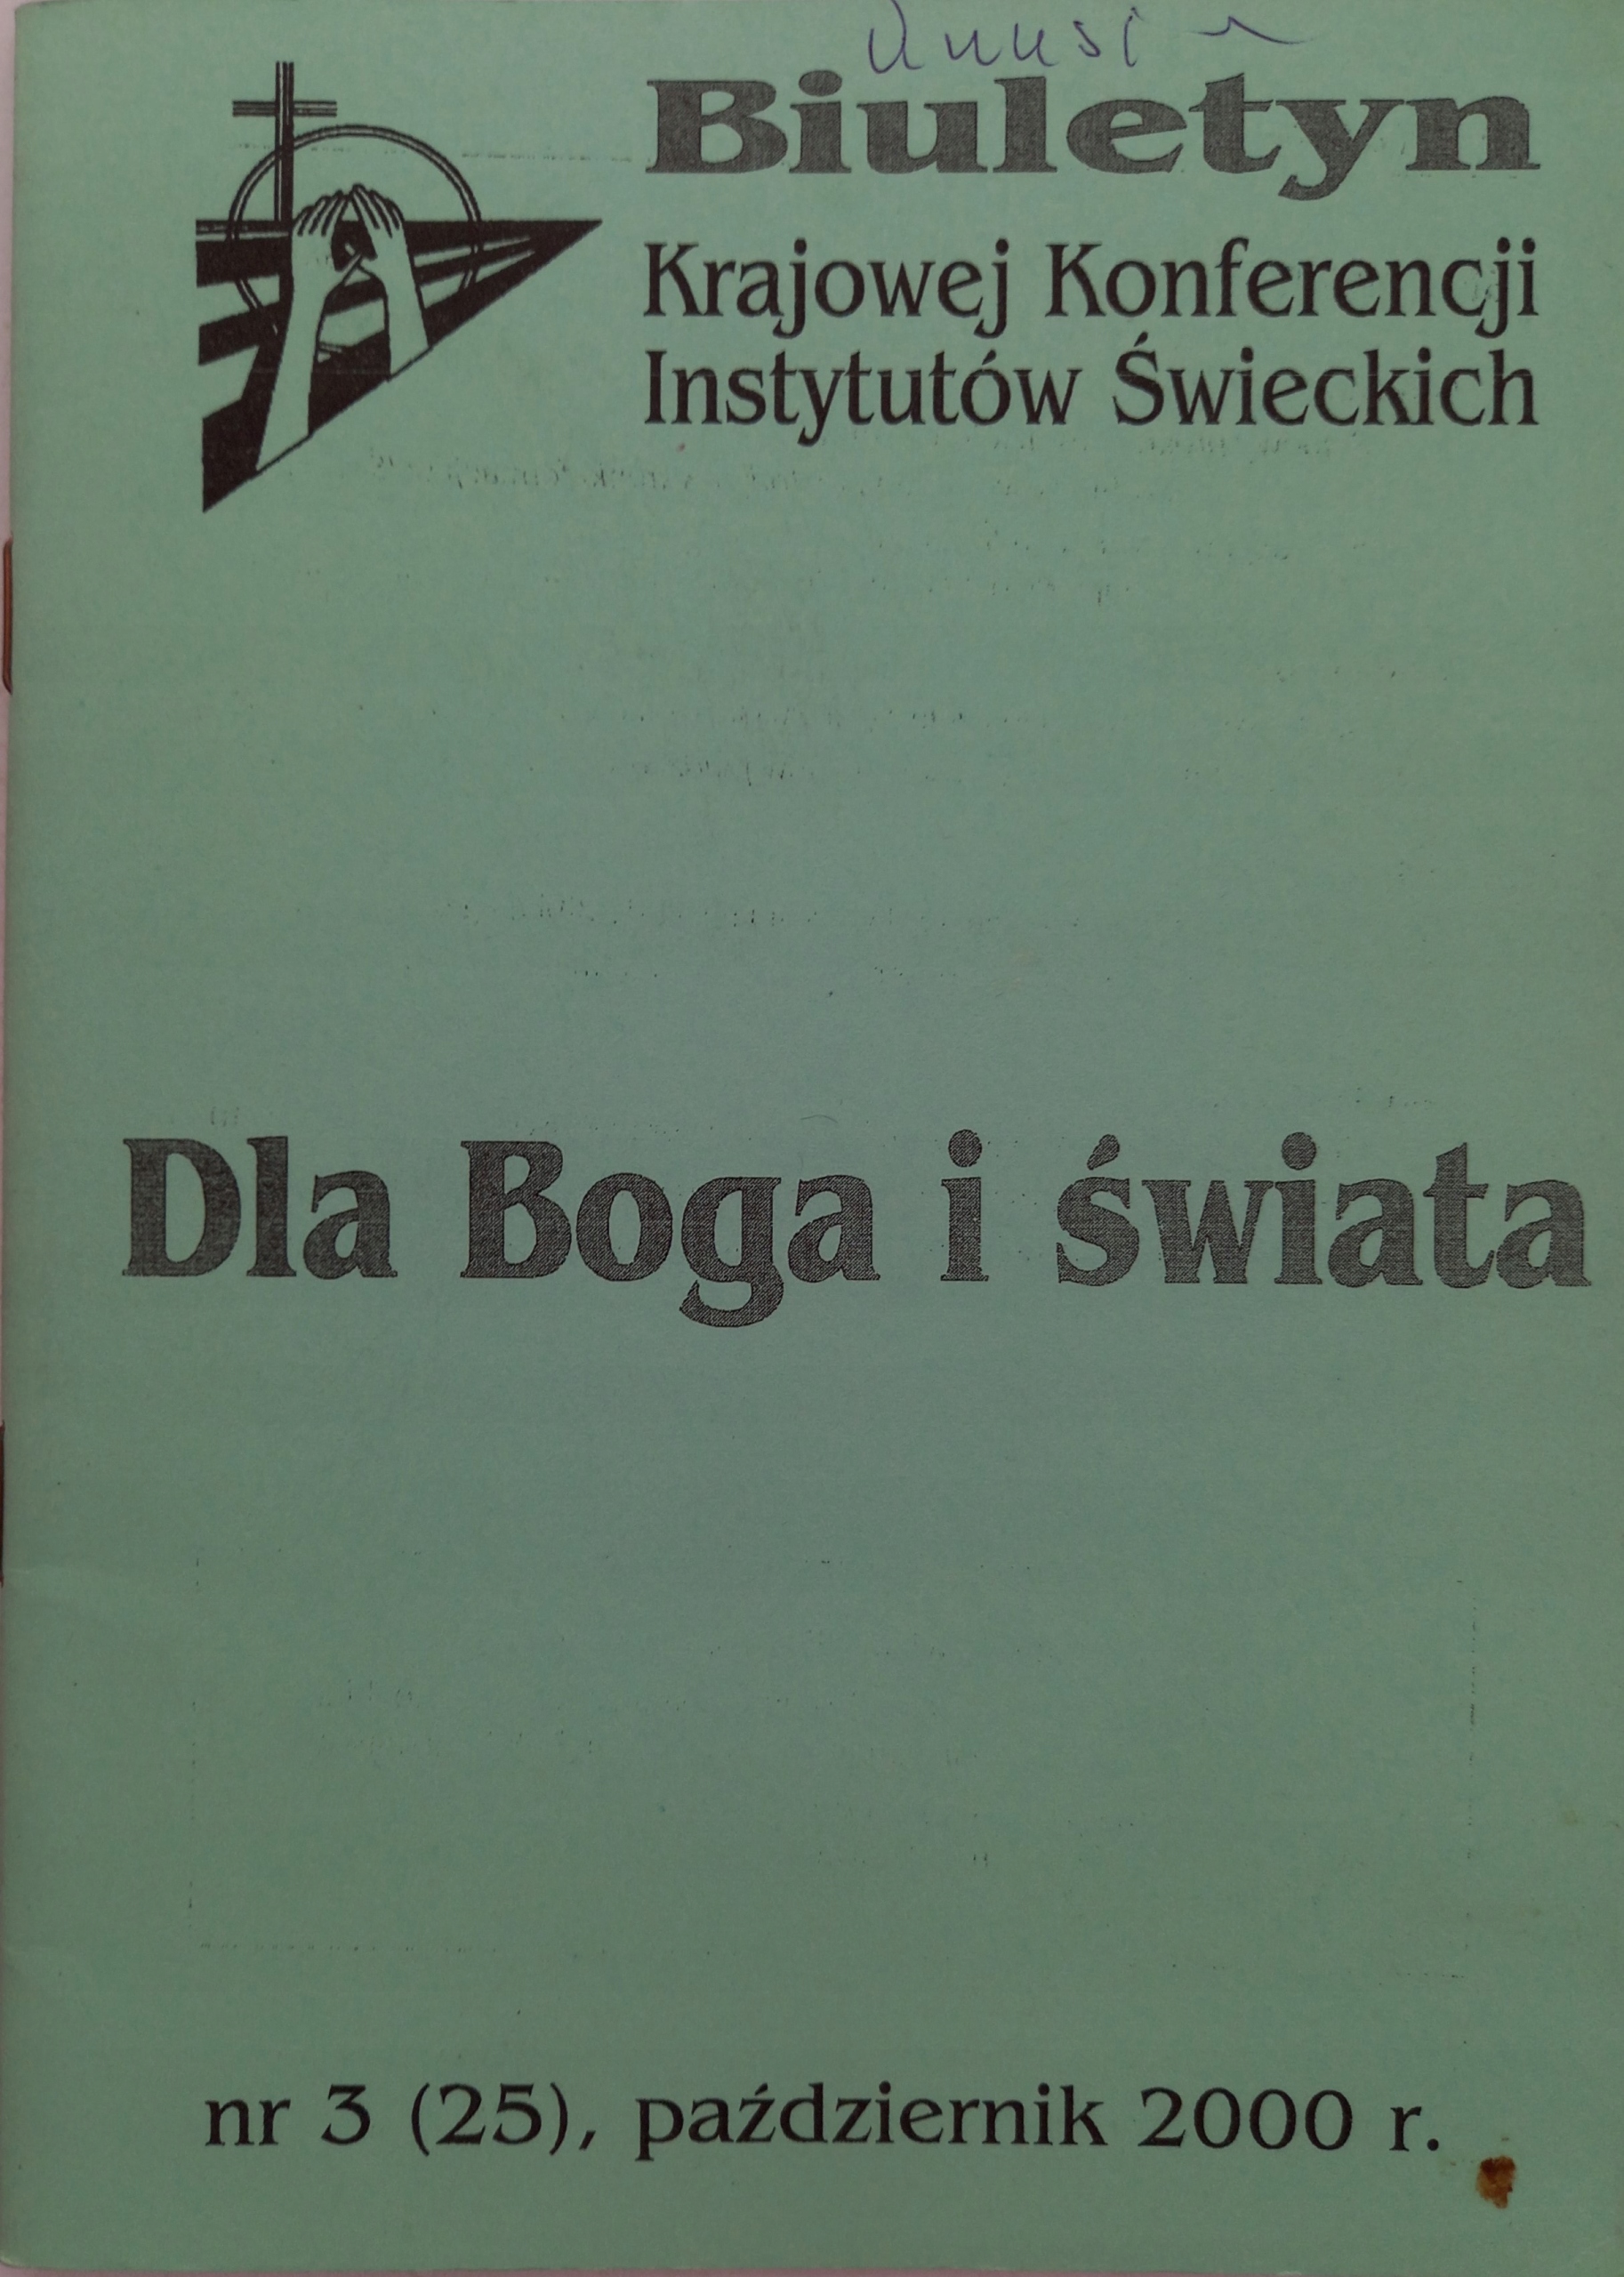 Biuletyn
Krajowej Konferencji
Instytutów Świeckich
Dla Boga i świata
nr 3 (25), październik 2000 r.